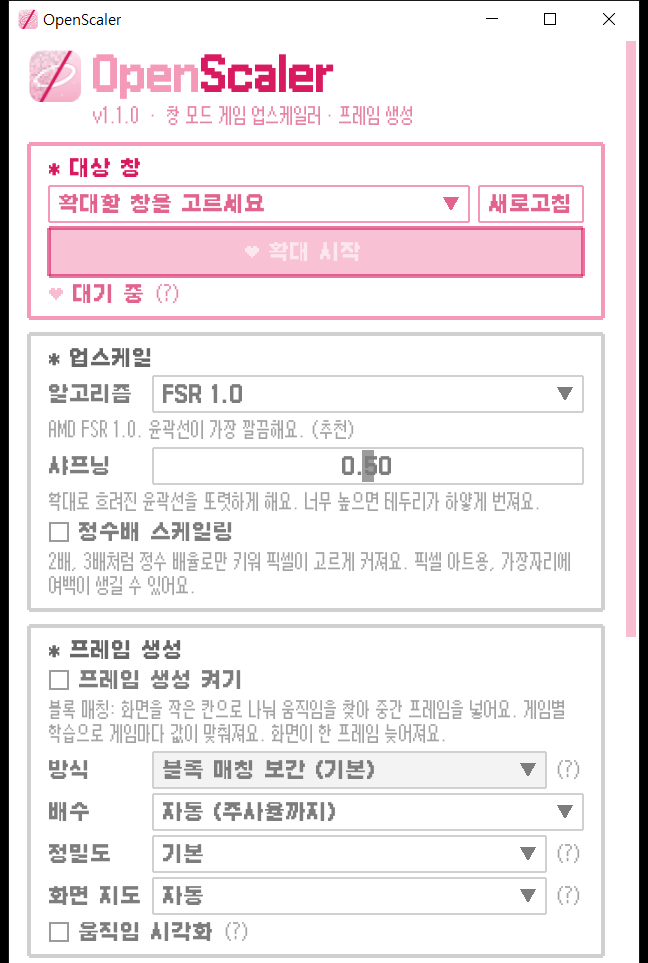 OpenScaler
OpenScaler
v1.1.0 · 창 모드 게임 업스케일러 · 프레임 생성
* 대상 창
확대할 창을 고르세요 ▼ 새로고침
♥ 확대 시작
♥ 대기 중 (?)
* 업스케일
알고리즘 FSR 1.0 ▼
AMD FSR 1.0. 윤곽선이 가장 깔끔해요. (추천)
샤프닝 0.50
확대로 흐려진 윤곽선을 또렷하게 해요. 너무 높으면 테두리가 하얗게 번져요.
정수배 스케일링
2배, 3배처럼 정수 배율로만 키워 픽셀이 고르게 커져요. 픽셀 아트용, 가장자리에
여백이 생길 수 있어요.
* 프레임 생성
프레임 생성 켜기
블록 매칭: 화면을 작은 칸으로 나눠 움직임을 찾아 중간 프레임을 넣어요. 게임별
학습으로 게임마다 값이 맞춰져요. 화면이 한 프레임 늦어져요.
방식 블록 매칭 보간 (기본) ▼ (?)
배수 자동 (주사율까지) ▼
정밀도 기본 ▼ (?)
화면 지도 자동 ▼ (?)
움직임 시각화 (?)